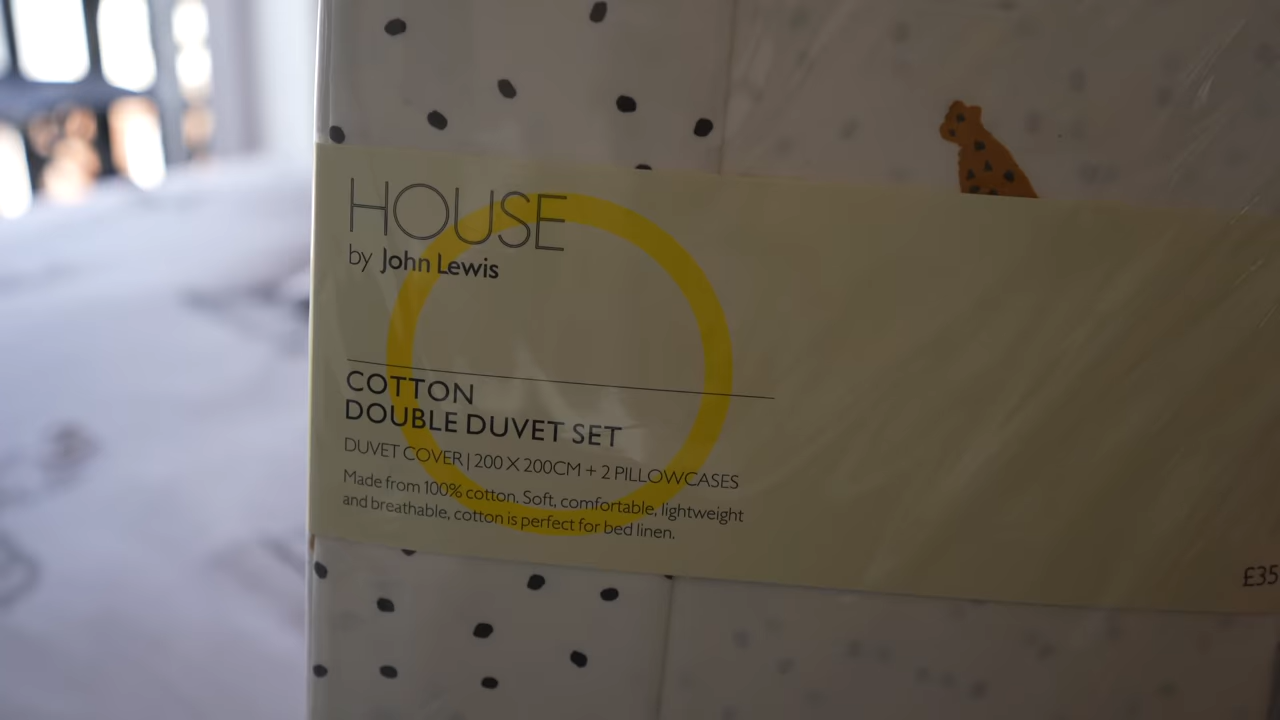 HOUSE
by John Lewis
COTTON
DOUBLE DUVET SET
DUVET COVER | 200 X 200CM + 2 PILLOWCASES
Made from 100% cotton. Soft, comfortable, lightweight
and breathable, cotton is perfect for bed linen.
£35